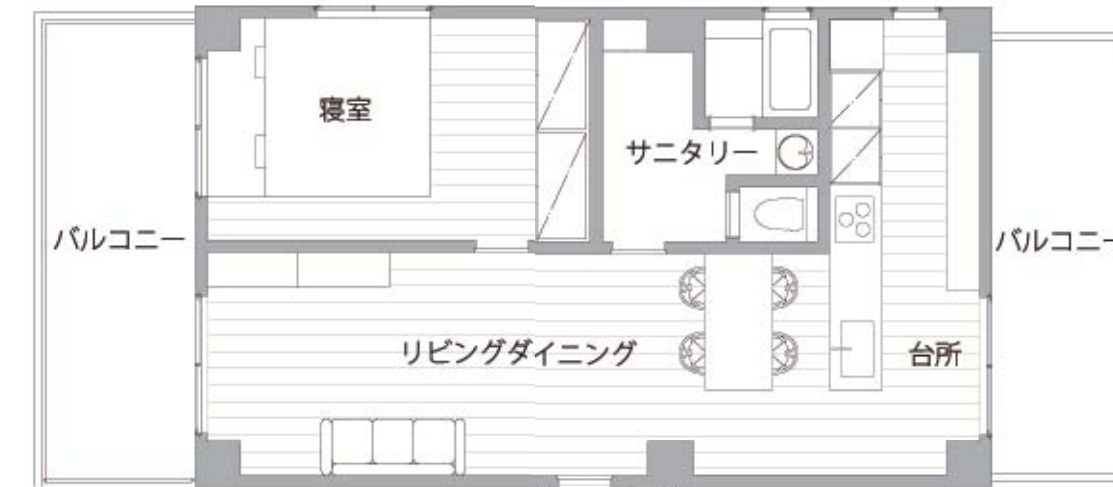 寝室
サニタリー
バルコニー
バルコニー
リビングダイニング
台所